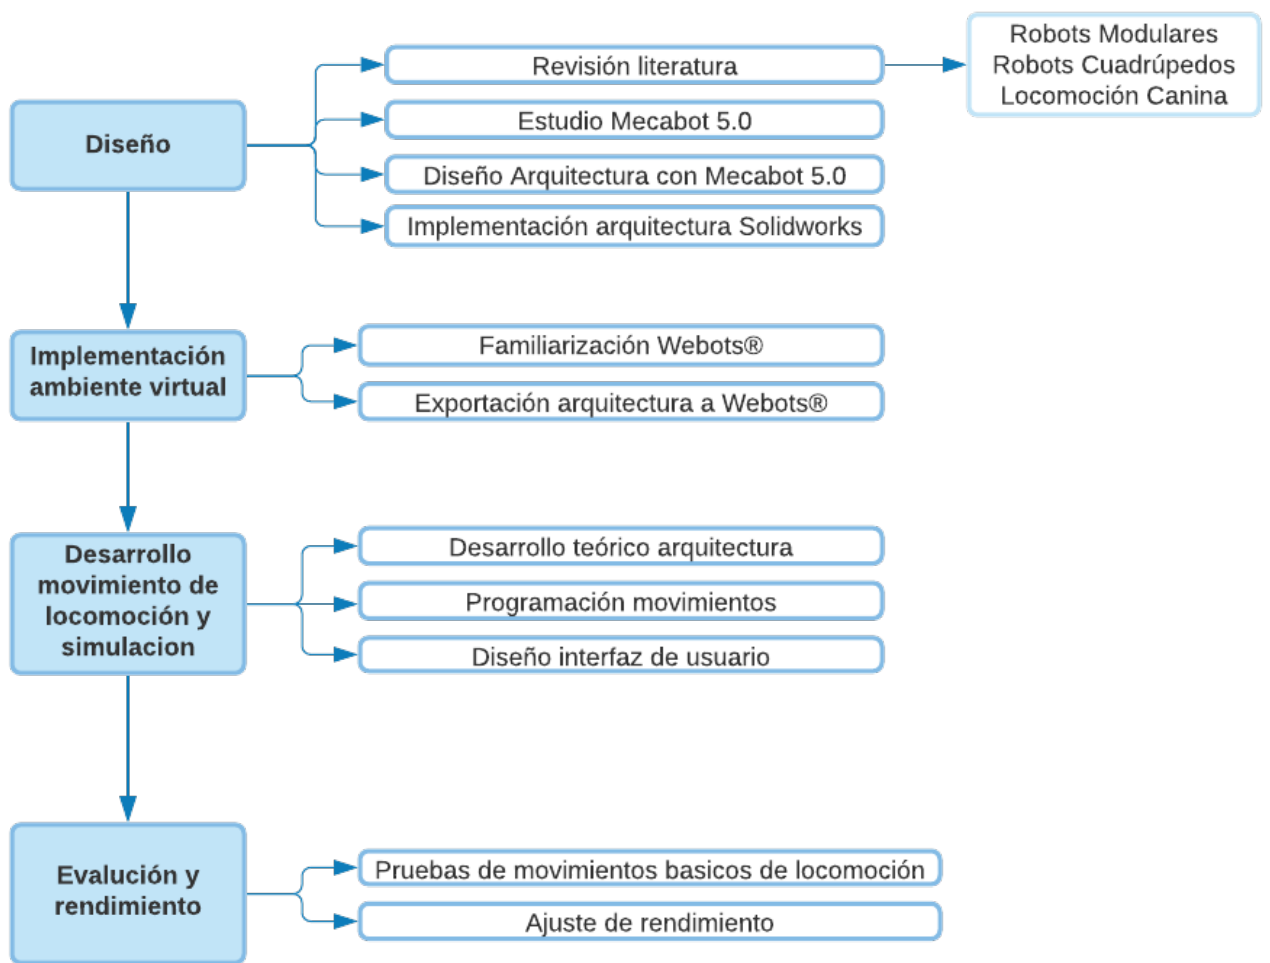 Diseño
Revisión literatura
Robots Modulares
Robots Cuadrúpedos
Locomoción Canina
Estudio Mecabot 5.0
Diseño Arquitectura con Mecabot 5.0
Implementación arquitectura Solidworks
Implementación
ambiente virtual
Familiarización Webots®
Exportación arquitectura a Webots®
Desarrollo
movimiento de
locomoción y
simulacion
Desarrollo teórico arquitectura
Programación movimientos
Diseño interfaz de usuario
Evalución y
rendimiento
Pruebas de movimientos basicos de locomoción
Ajuste de rendimiento